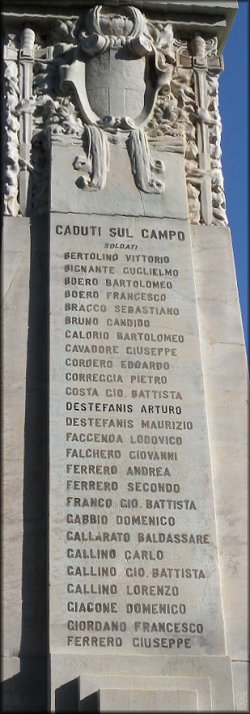 CADUTI SUL CAMPO
SOLDATI
BERTOLINO VITTORIO
BIGNANTE GUGLIELMO
BOERO BARTOLOMEO
BOERO FRANCESCO
BRACCO SEBASTIANO
BRUNO CANDIDO
CALORIO BARTOLOMEO
CAVADORE GIUSEPPE
CORDERO EDOARDO
CORREGGIA PIETRO
COSTA GIO. BATTISTA
DESTEFANIS ARTURO
DESTEFANIS MAURIZIO
FACCENDA LODOVICO
FALCHERO GIOVANNI
FERRERO ANDREA
FERRERO SECONDO
FRANCO GIO. BATTISTA
GABBIO DOMENICO
GALLARATO BALDASSARE
GALLINO CARLO
GALLINO GIO. BATTISTA
GALLINO LORENZO
GIACONE DOMENICO
GIORDANO FRANCESCO
FERRERO GIUSEPPE